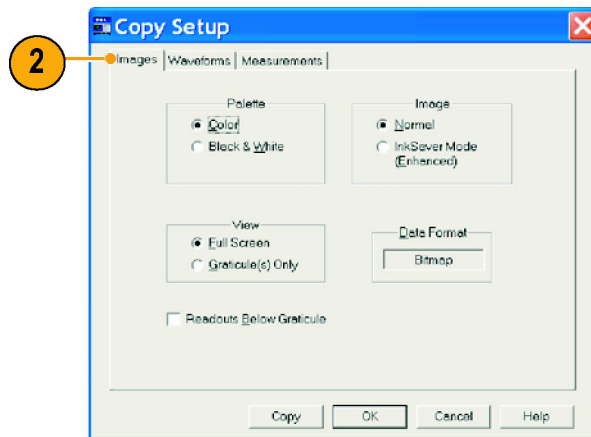 Copy Setup
2
Images Waveforms Measurements
Palette
Color
Black & White
Image
Normal
InkSaver Mode
(Enhanced)
View
Full Screen
Graticule(s) Only
Data Format
Bitmap
Readouts Below Graticule
Copy OK Cancel Help